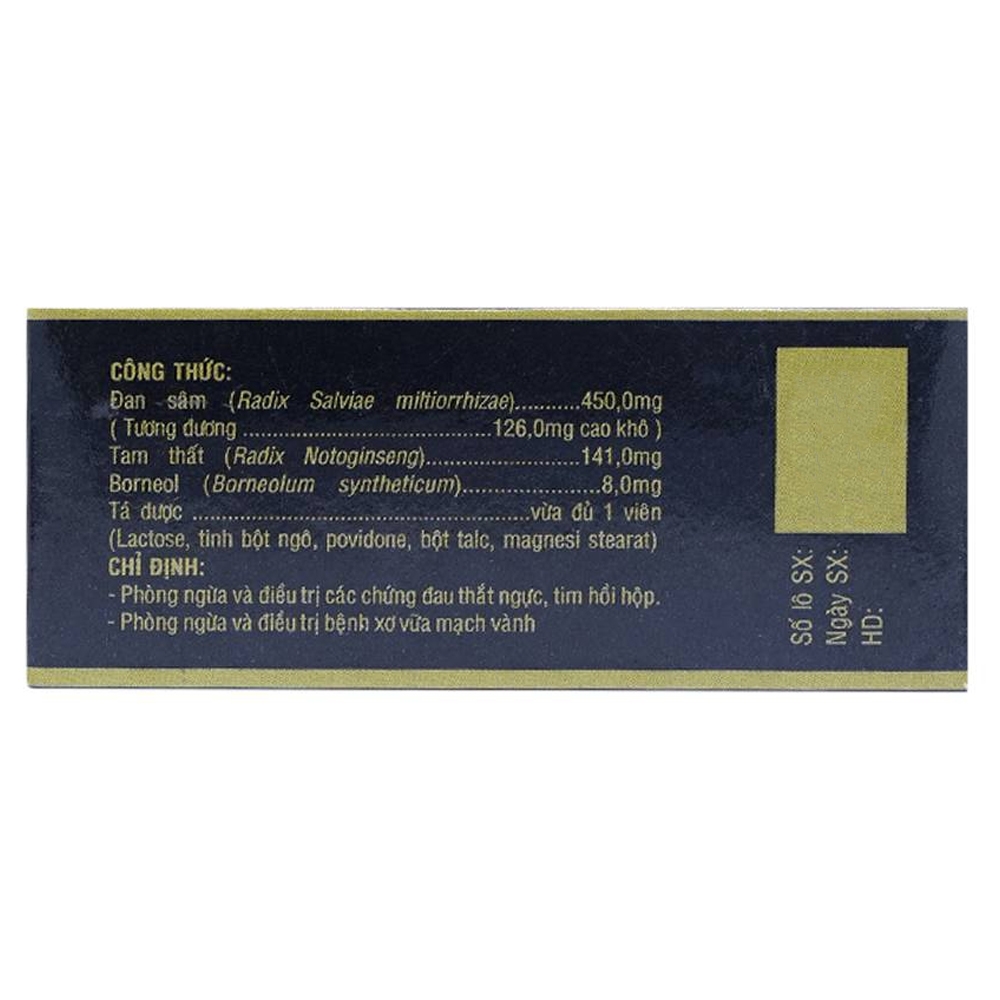 CÔNG THỨC:
Đan sâm (Radix Salviae miltiorrhizae)...........450,0mg
( Tương đương .......................................126,0mg cao khô )
Tam thất (Radix Notoginseng).........................141,0mg
Borneol (Borneolum syntheticum)......................8,0mg
Tá dược ......................................................vừa đủ 1 viên
(Lactose, tinh bột ngô, povidone, bột talc, magnesi stearat)
CHỈ ĐỊNH:
- Phòng ngừa và điều trị các chứng đau thắt ngực, tim hồi hộp.
- Phòng ngừa và điều trị bệnh xơ vữa mạch vành
Số lô SX:
Ngày SX:
HD: